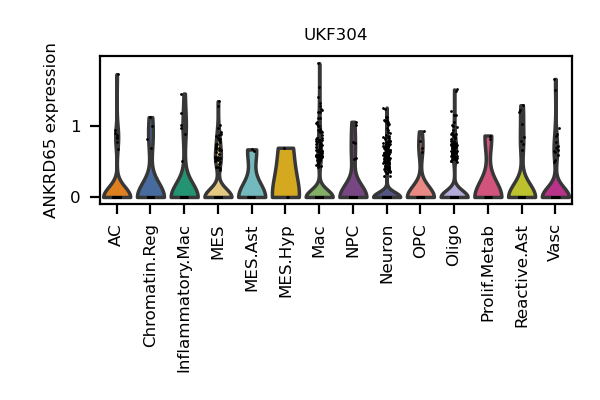 UKF304
ANKRD65 expression
1
0
AC
Chromatin.Reg
Inflammatory.Mac
MES
MES.Ast
MES.Hyp
Mac
NPC
Neuron
OPC
Oligo
Prolif.Metab
Reactive.Ast
Vasc